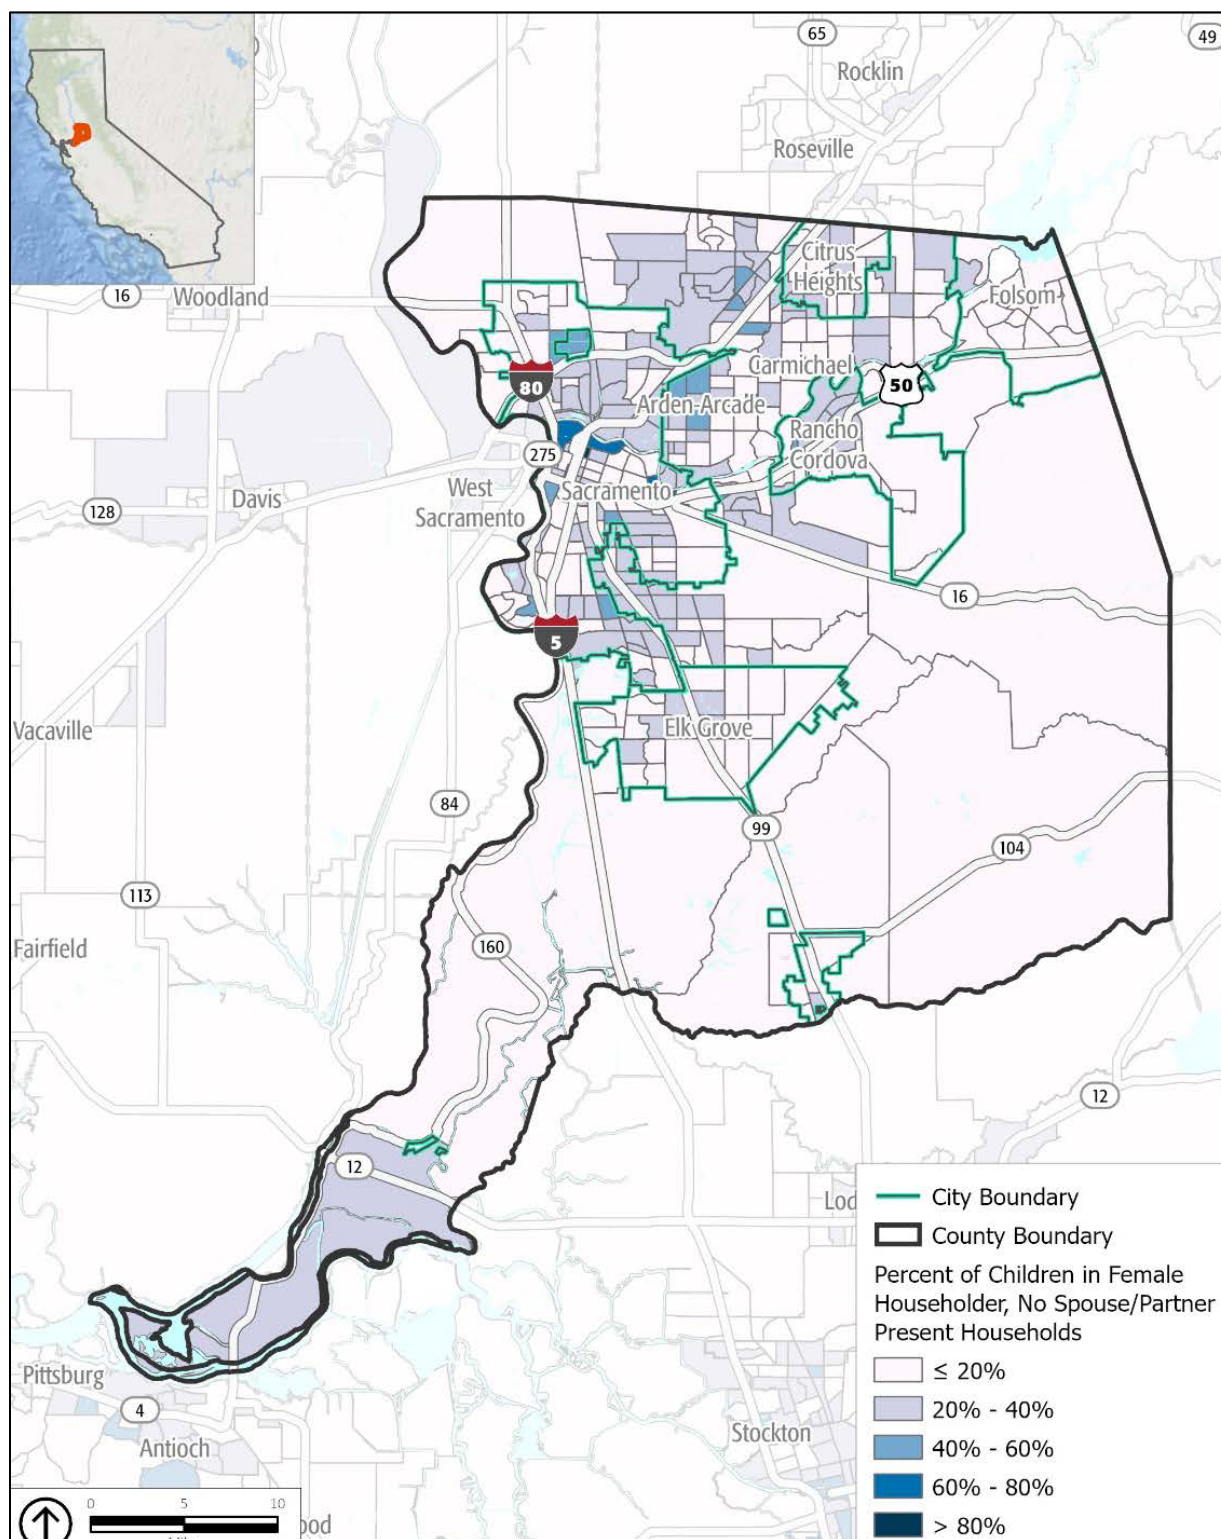 65
49
Rocklin
Roseville
16
Woodland
Citrus
Heights
Folsom
Carmichael
80
50
Arden-Arcade
Rancho
Cordova
275
Davis
West
Sacramento
Sacramento
128
16
5
Vacaville
Elk Grove
84
99
104
113
Fairfield
160
12
12
Lod
Pittsburg
4
Antioch
Stockton
City Boundary
County Boundary
Percent of Children in Female
Householder, No Spouse/Partner
Present Households
≤ 20%
20% - 40%
40% - 60%
60% - 80%
> 80%
0 5 10
ood